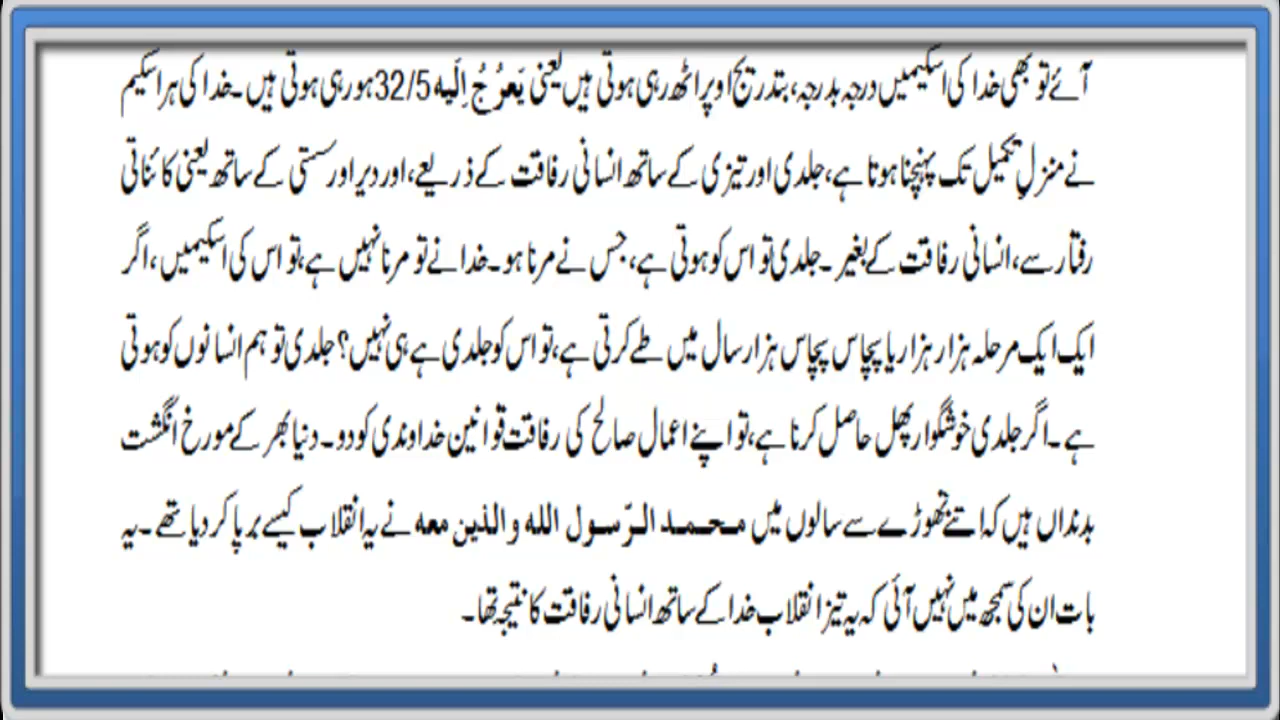 آئے تو بھی خدا کی اسکیمیں درجہ بدرجہ، بتدریج اوپر اٹھ رہی ہوتی ہیں یعنی یَعرُجُ اِلَیه 32/5 ہو رہی ہوتی ہیں۔ خدا کی ہر اسکیم
نے منزلِ تکمیل تک پہنچنا ہوتا ہے، جلدی اور تیزی کے ساتھ انسانی رفاقت کے ذریعے، اور دیر اور سستی کے ساتھ یعنی کائناتی
رفتار سے، انسانی رفاقت کے بغیر۔ جلدی تو اس کو ہوتی ہے، جس نے مرنا ہو۔ خدا نے تو مرنا نہیں ہے، تو اس کی اسکیمیں، اگر
ایک ایک مرحلہ ہزار ہزار یا پچاس پچاس ہزار سال میں طے کرتی ہے، تو اس کو جلدی ہے ہی نہیں؟ جلدی تو ہم انسانوں کو ہوتی
ہے۔ اگر جلدی خوشگوار پھل حاصل کرنا ہے، تو اپنے اعمال صالح کی رفاقت قوانین خداوندی کو دو۔ دنیا بھر کے مورخ انگشت
بدنداں ہیں کہ اتنے تھوڑے سے سالوں میں محمد الرّسول الله والذین معه نے یہ انقلاب کیسے برپا کر دیا تھے۔ یہ
بات ان کی سمجھ میں نہیں آئی کہ یہ تیز انقلاب خدا کے ساتھ انسانی رفاقت کا نتیجہ تھا۔